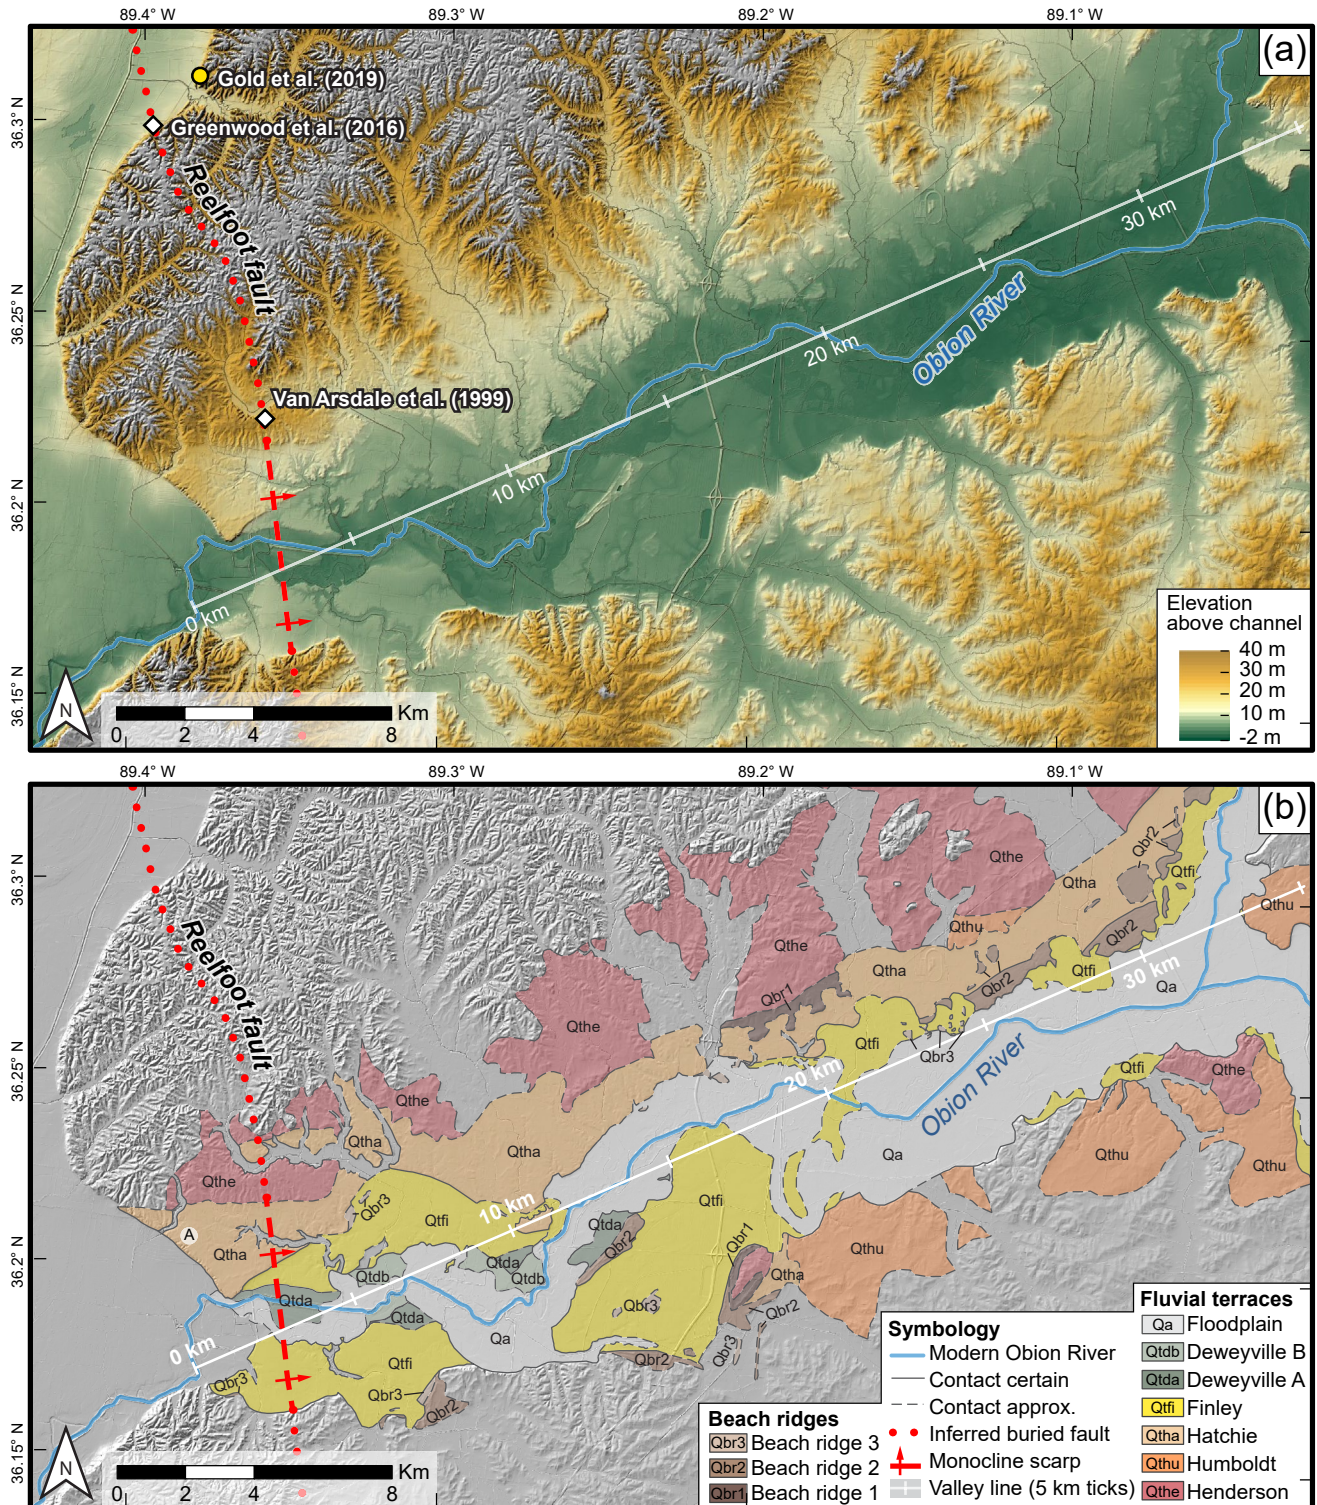 89.4° W
89.3° W
89.2° W
89.1° W
(a)
Gold et al. (2019)
36.3° N
Greenwood et al. (2016)
Reelfoot fault
30 km
36.25° N
Obion River
20 km
Van Arsdale et al. (1999)
10 km
36.2° N
0 km
Elevation
above channel
40 m
30 m
20 m
10 m
-2 m
36.15° N
N
Km
0 2 4 8
89.4° W
89.3° W
89.2° W
89.1° W
(b)
Qbr2
Qthe
Qtha
Qtfi
36.3° N
Qthu
Qthu
Reelfoot fault
Qthe
Qbr2
Qtha
Qtfi
30 km
Qbr1
Qbr2
Qa
Qthe
Qtfi
Qbr3
36.25° N
20 km
Obion River
Qtfi
Qthe
Qthe
Qtha
Qtha
Qa
Qthu
Qthu
Qthe
Qbr3
10 km
Qtfi
Qtfi
A
Qtda
Qbr2
Qbr1
Qtha
Qthu
36.2° N
Qtdb
Qtda
Qtdb
Qtha
Qtda
Qbr3
Qbr2
Qtda
0 km
Qa
Qbr3
Qbr2
Qtfi
Qbr3
Qbr3
Qbr2
36.15° N
N
Km
0 2 4 8
Symbology
Modern Obion River
Contact certain
Contact approx.
Inferred buried fault
Monocline scarp
Valley line (5 km ticks)
Beach ridges
Qbr3 Beach ridge 3
Qbr2 Beach ridge 2
Qbr1 Beach ridge 1
Fluvial terraces
Qa Floodplain
Qtdb Deweyville B
Qtda Deweyville A
Qtfi Finley
Qtha Hatchie
Qthu Humboldt
Qthe Henderson